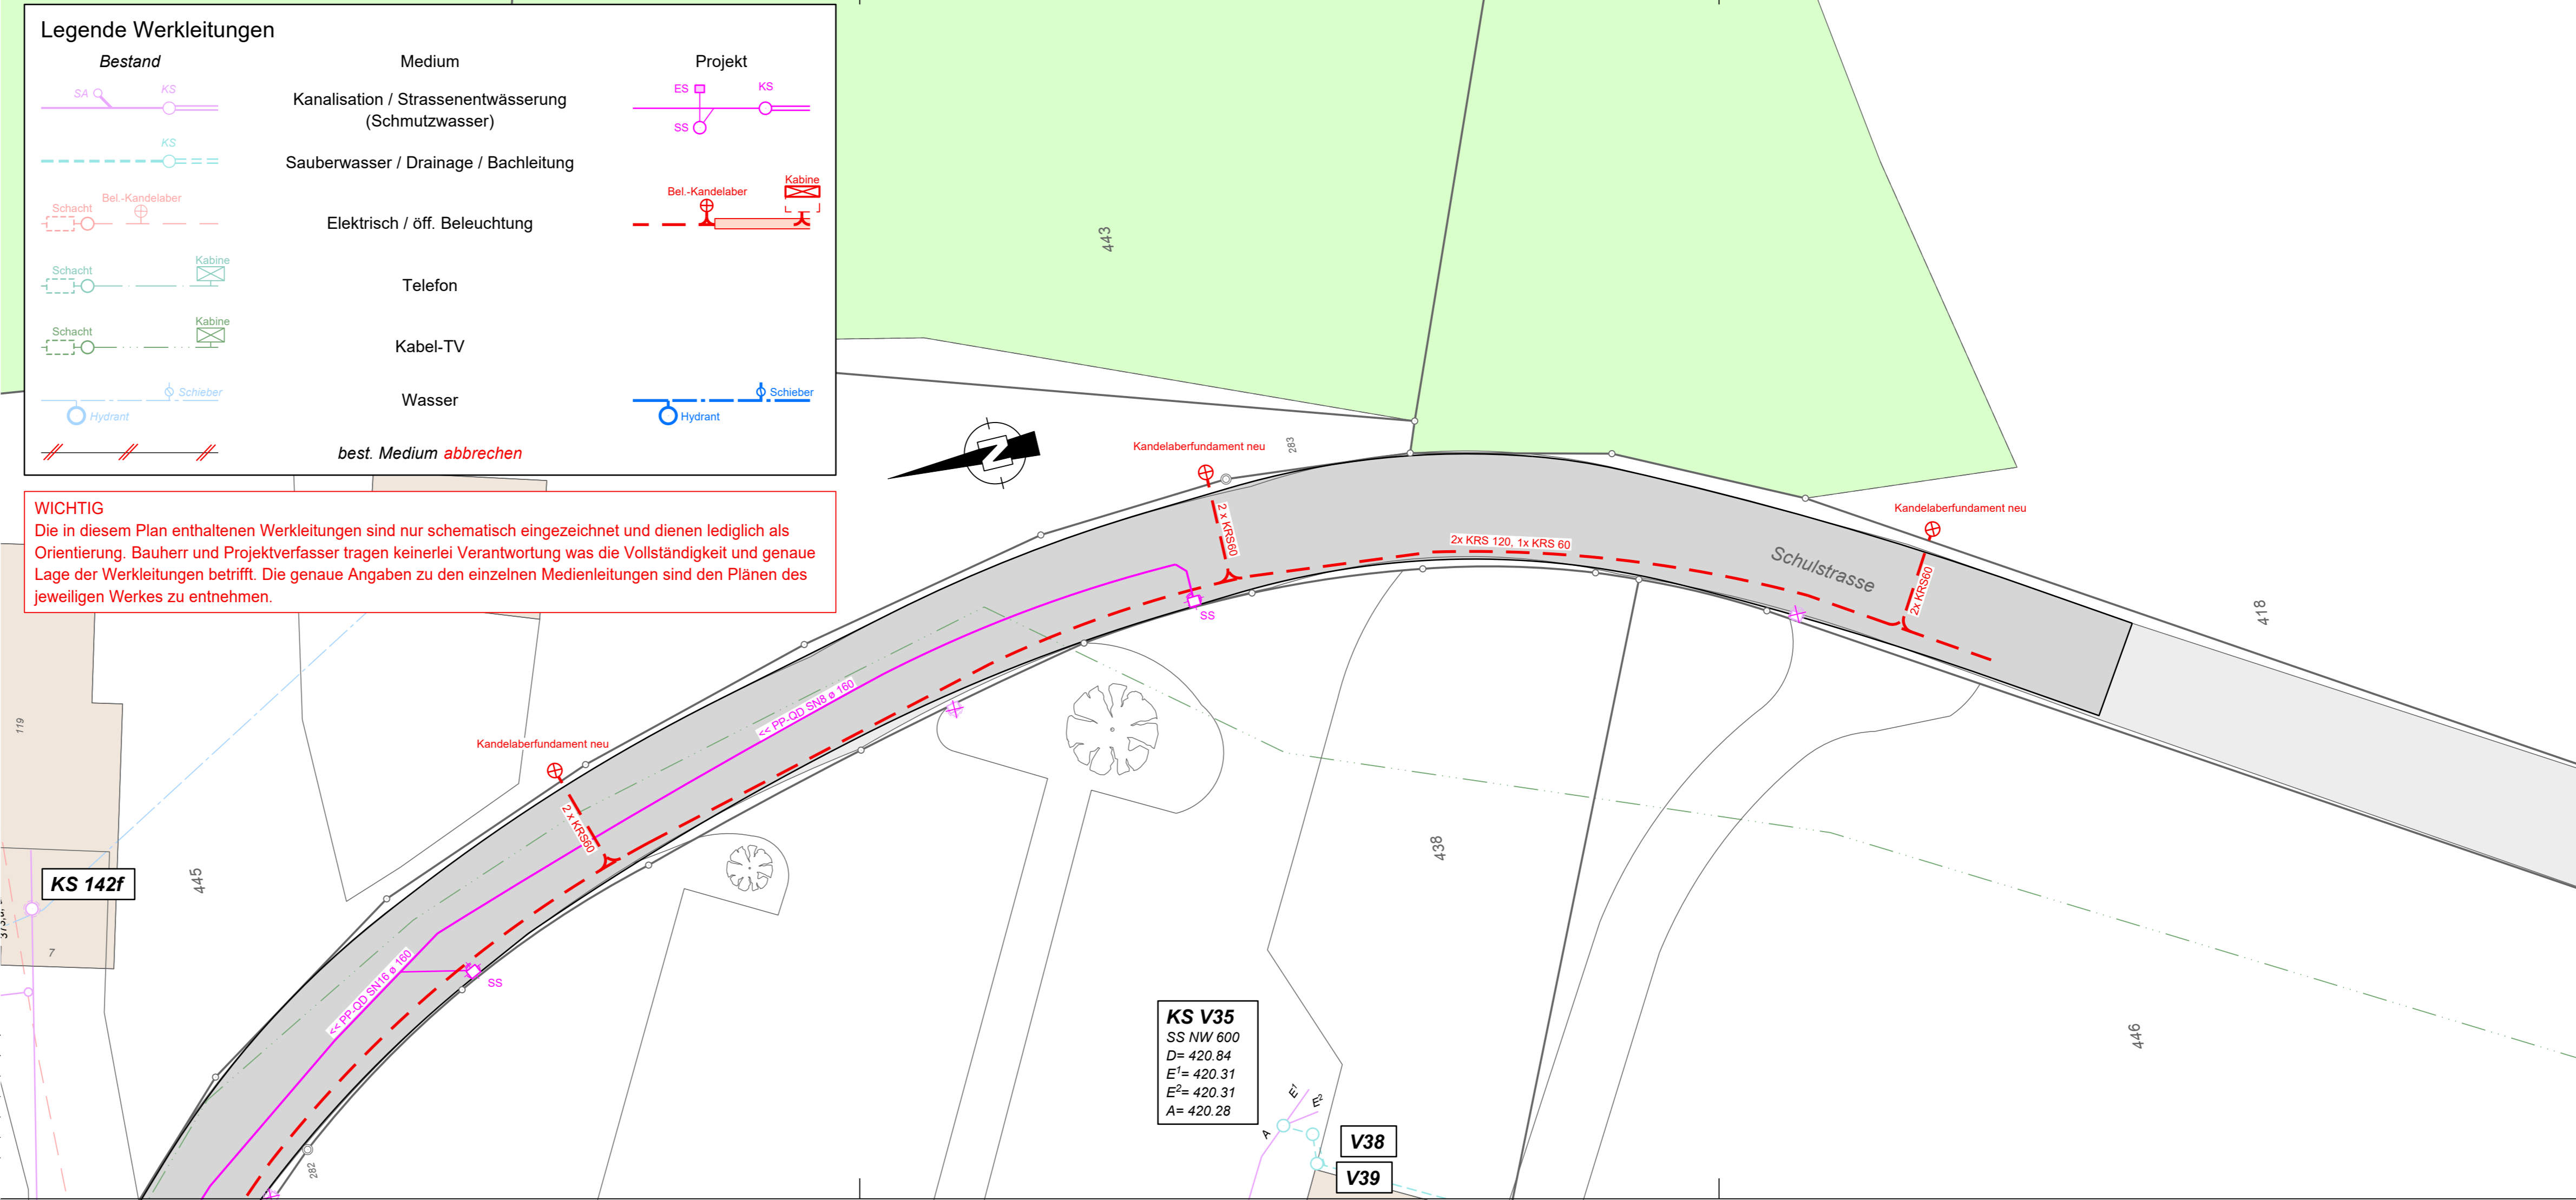 Legende Werkleitungen
Bestand
Medium
Projekt
SA
KS
Kanalisation / Strassenentwässerung
(Schmutzwasser)
ES
KS
SS
KS
Sauberwasser / Drainage / Bachleitung
Schacht
Bel.-Kandelaber
Elektrisch / öff. Beleuchtung
Bel.-Kandelaber
Kabine
Schacht
Kabine
Telefon
Schacht
Kabine
Kabel-TV
Schieber
Hydrant
Wasser
Schieber
Hydrant
best. Medium abbrechen
WICHTIG
Die in diesem Plan enthaltenen Werkleitungen sind nur schematisch eingezeichnet und dienen lediglich als
Orientierung. Bauherr und Projektverfasser tragen keinerlei Verantwortung was die Vollständigkeit und genaue
Lage der Werkleitungen betrifft. Die genaue Angaben zu den einzelnen Medienleitungen sind den Plänen des
jeweiligen Werkes zu entnehmen.
443
N
283
Kandelaberfundament neu
2 x KRS60
2x KRS 120, 1x KRS 60
Schulstrasse
Kandelaberfundament neu
2x KRS60
418
SS
<< PP-QD SN8 ø 160
Kandelaberfundament neu
2 x KRS60
119
KS 142f
7
445
<< PP-QD SN16 ø 160
SS
282
438
446
KS V35
SS NW 600
D= 420.84
E¹= 420.31
E²= 420.31
A= 420.28
E¹
E²
A
V38
V39